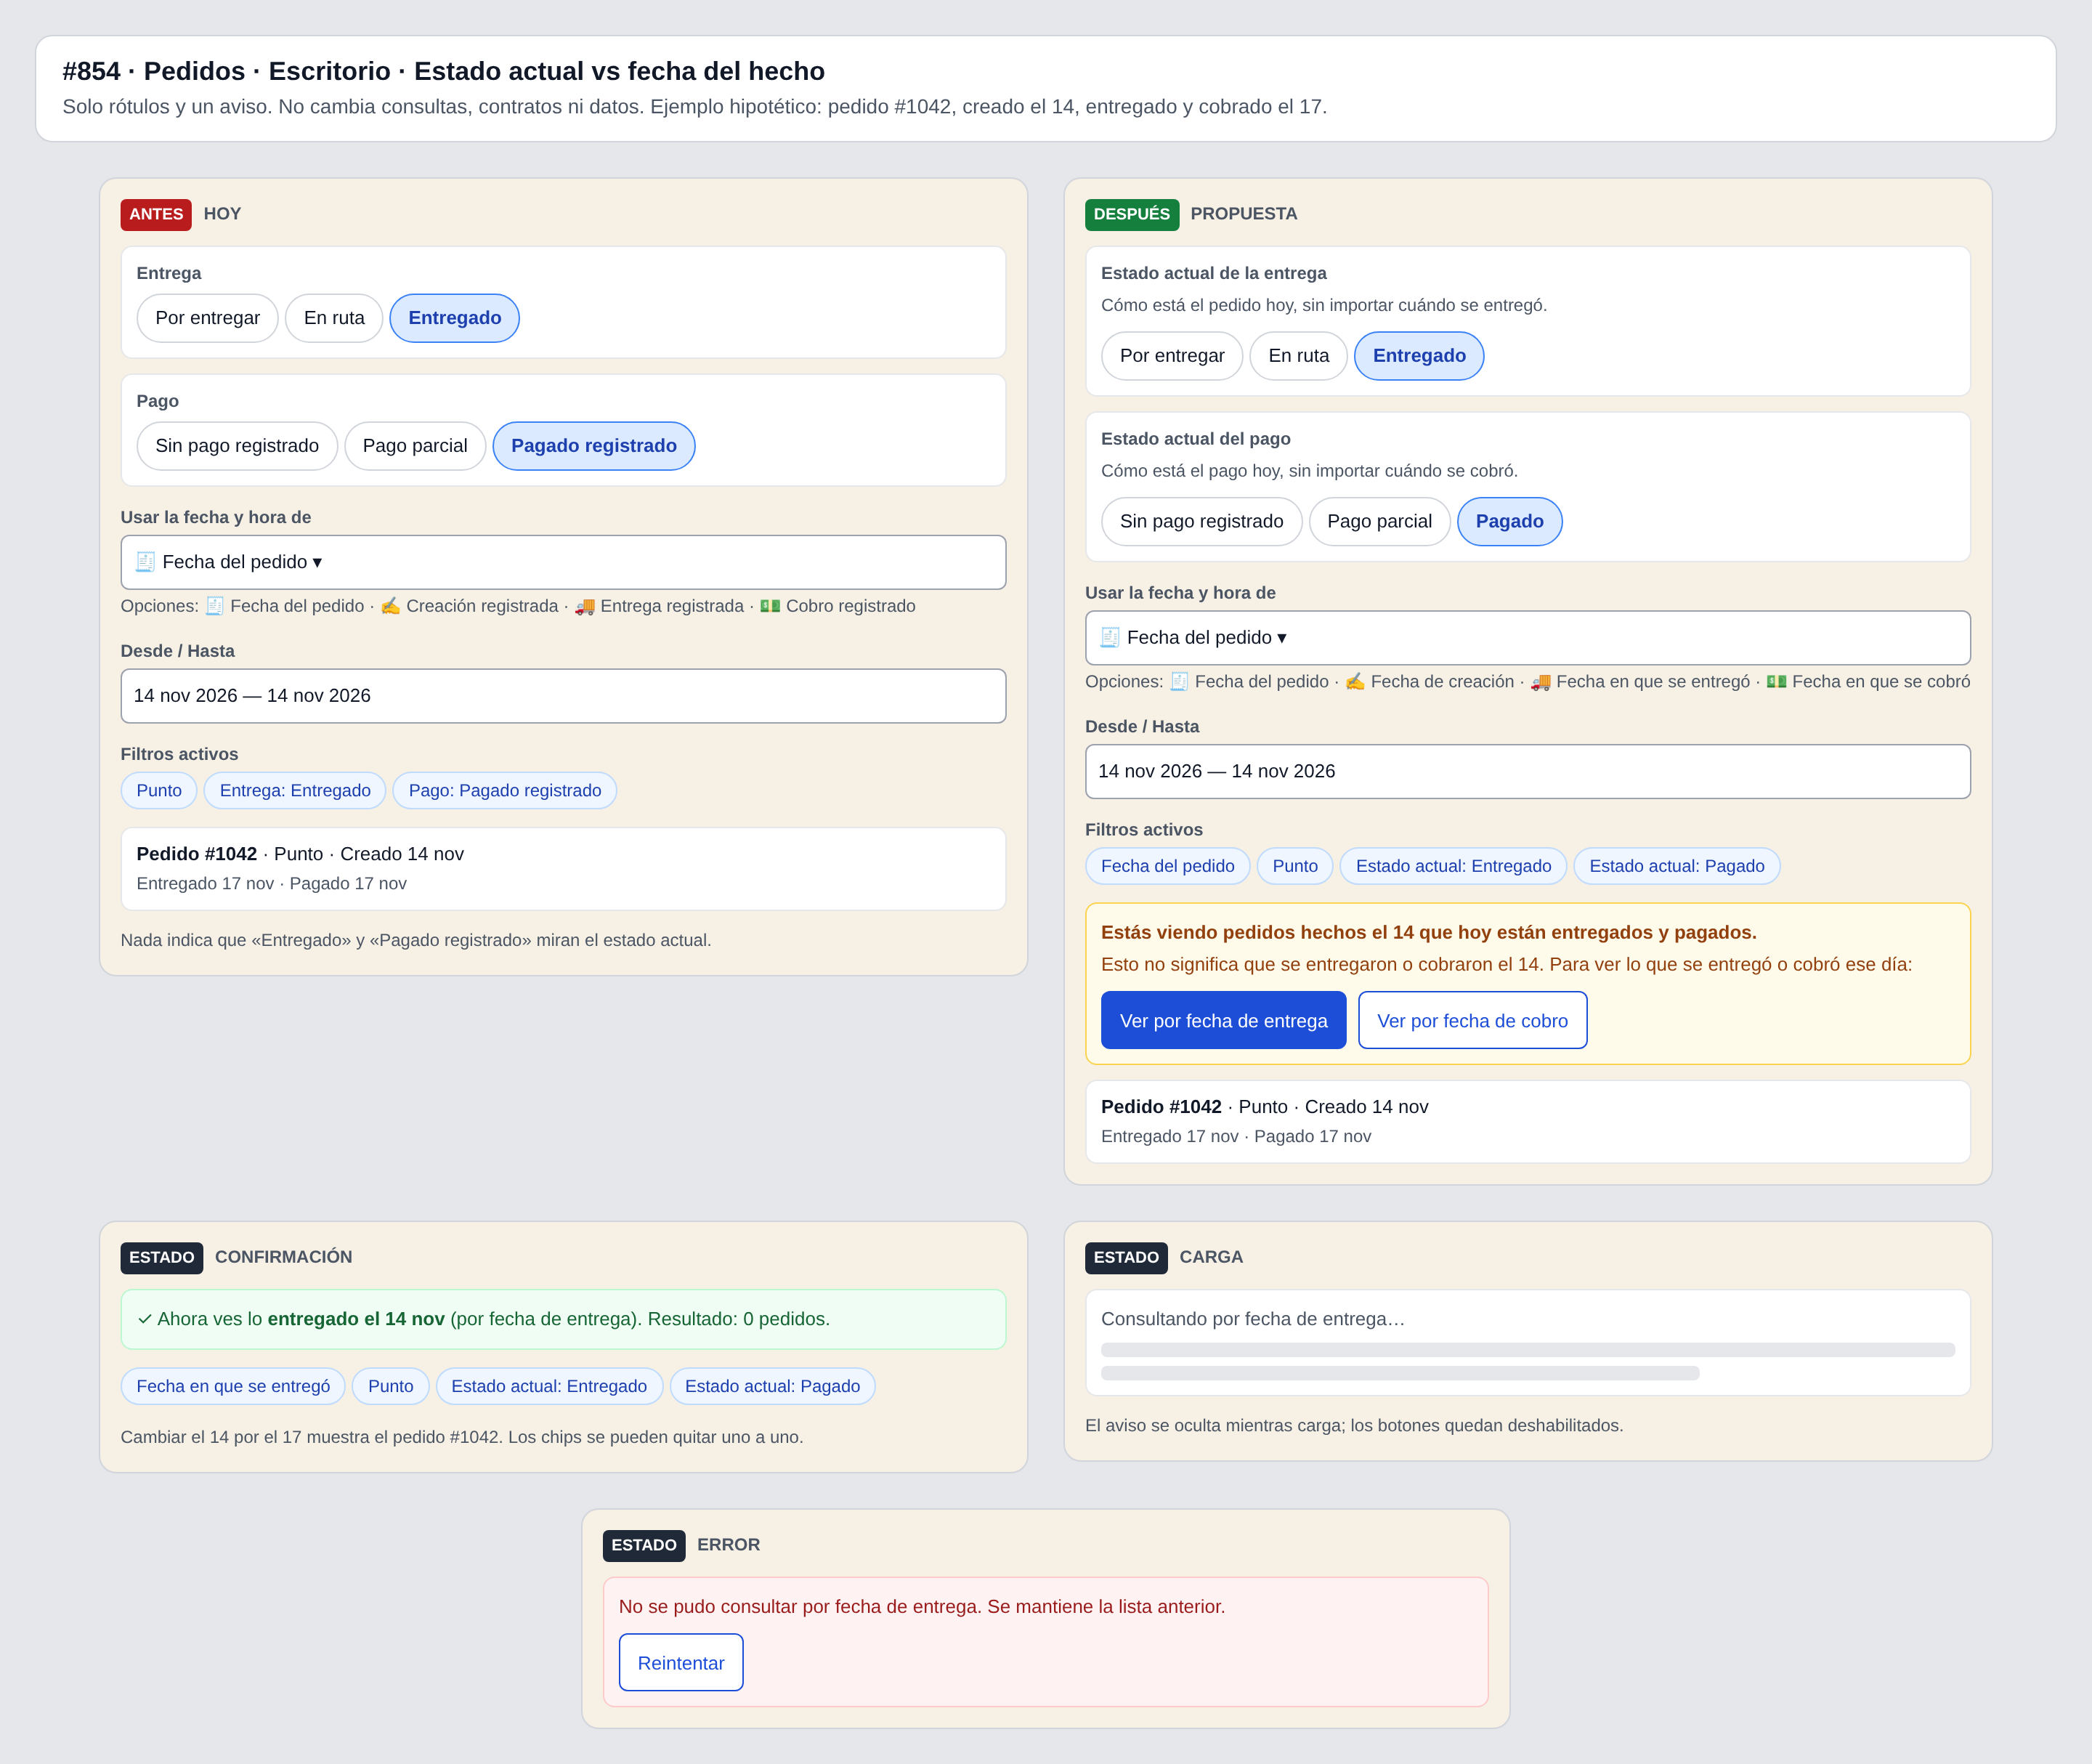 #854 · Pedidos · Escritorio · Estado actual vs fecha del hecho
Solo rótulos y un aviso. No cambia consultas, contratos ni datos. Ejemplo hipotético: pedido #1042, creado el 14, entregado y cobrado el 17.
ANTES HOY
Entrega
Por entregar En ruta Entregado
Pago
Sin pago registrado Pago parcial Pagado registrado
Usar la fecha y hora de
🧾 Fecha del pedido ▾
Opciones: 🧾 Fecha del pedido · ✍️ Creación registrada · 🚚 Entrega registrada · 💵 Cobro registrado
Desde / Hasta
14 nov 2026 — 14 nov 2026
Filtros activos
Punto Entrega: Entregado Pago: Pagado registrado
Pedido #1042 · Punto · Creado 14 nov
Entregado 17 nov · Pagado 17 nov
Nada indica que «Entregado» y «Pagado registrado» miran el estado actual.
DESPUÉS PROPUESTA
Estado actual de la entrega
Cómo está el pedido hoy, sin importar cuándo se entregó.
Por entregar En ruta Entregado
Estado actual del pago
Cómo está el pago hoy, sin importar cuándo se cobró.
Sin pago registrado Pago parcial Pagado
Usar la fecha y hora de
🧾 Fecha del pedido ▾
Opciones: 🧾 Fecha del pedido · ✍️ Fecha de creación · 🚚 Fecha en que se entregó · 💵 Fecha en que se cobró
Desde / Hasta
14 nov 2026 — 14 nov 2026
Filtros activos
Fecha del pedido Punto Estado actual: Entregado Estado actual: Pagado
Estás viendo pedidos hechos el 14 que hoy están entregados y pagados.
Esto no significa que se entregaron o cobraron el 14. Para ver lo que se entregó o cobró ese día:
Ver por fecha de entrega Ver por fecha de cobro
Pedido #1042 · Punto · Creado 14 nov
Entregado 17 nov · Pagado 17 nov
ESTADO CONFIRMACIÓN
✓ Ahora ves lo entregado el 14 nov (por fecha de entrega). Resultado: 0 pedidos.
Fecha en que se entregó Punto Estado actual: Entregado Estado actual: Pagado
Cambiar el 14 por el 17 muestra el pedido #1042. Los chips se pueden quitar uno a uno.
ESTADO CARGA
Consultando por fecha de entrega…
El aviso se oculta mientras carga; los botones quedan deshabilitados.
ESTADO ERROR
No se pudo consultar por fecha de entrega. Se mantiene la lista anterior.
Reintentar